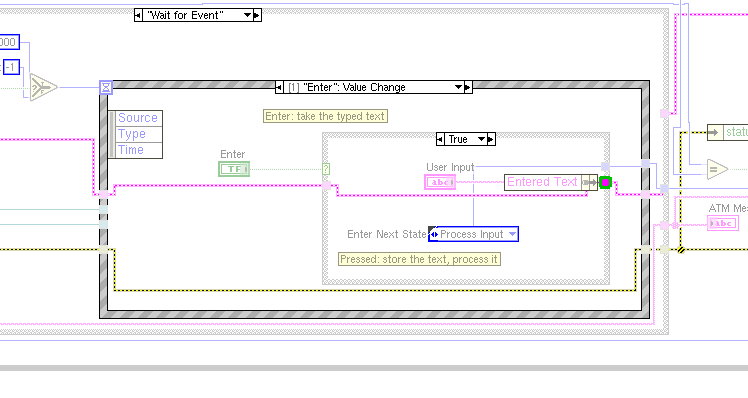 "Wait for Event"
000
-1
[1] "Enter": Value Change
Source
Type
Time
Enter: take the typed text
True
Enter
TF
?
User Input
abc
Entered Text
Enter Next State
Process Input
Pressed: store the text, process it
statu
=
ATM Me
abc